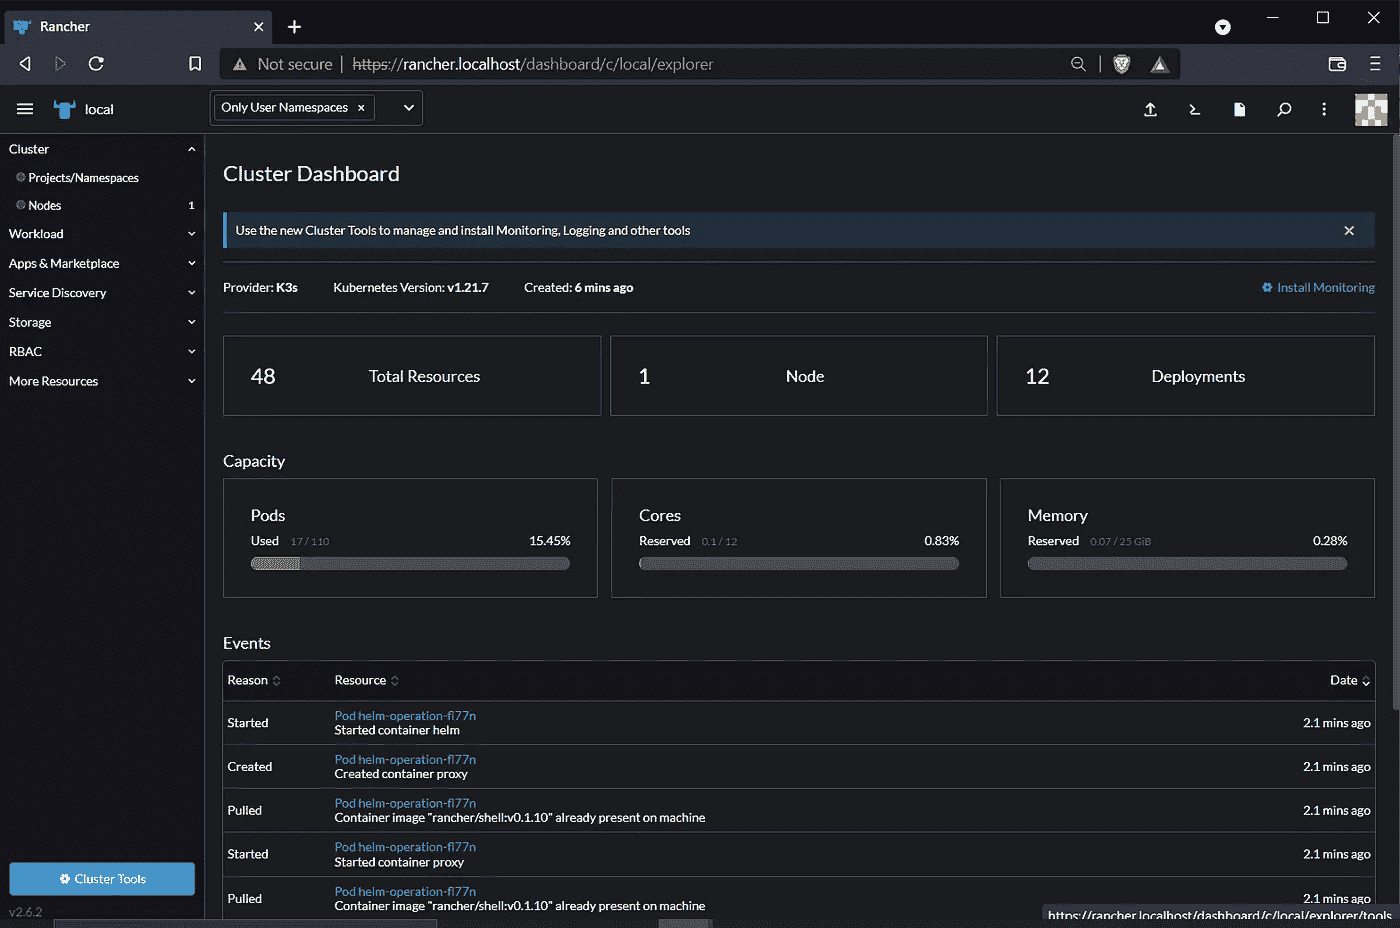 Rancher
Not secure | https://rancher.localhost/dashboard/c/local/explorer
local
Only User Namespaces
Cluster
Projects/Namespaces
Nodes 1
Workload
Apps & Marketplace
Service Discovery
Storage
RBAC
More Resources
Cluster Tools
v2.6.2
Cluster Dashboard
Use the new Cluster Tools to manage and install Monitoring, Logging and other tools
Provider: K3s Kubernetes Version: v1.21.7 Created: 6 mins ago Install Monitoring
48 Total Resources 1 Node 12 Deployments
Capacity
Pods
Used 17 / 110 15.45%
Cores
Reserved 0.1 / 12 0.83%
Memory
Reserved 0.07 / 25 GiB 0.28%
Events
Reason Resource Date
Started Pod helm-operation-fl77n
Started container helm 2.1 mins ago
Created Pod helm-operation-fl77n
Created container proxy 2.1 mins ago
Pulled Pod helm-operation-fl77n
Container image "rancher/shell:v0.1.10" already present on machine 2.1 mins ago
Started Pod helm-operation-fl77n
Started container proxy 2.1 mins ago
Pulled Pod helm-operation-fl77n
Container image "rancher/shell:v0.1.10" already present on machine 2.1 mins ago
https://rancher.localhost/dashboard/c/local/explorer/tools